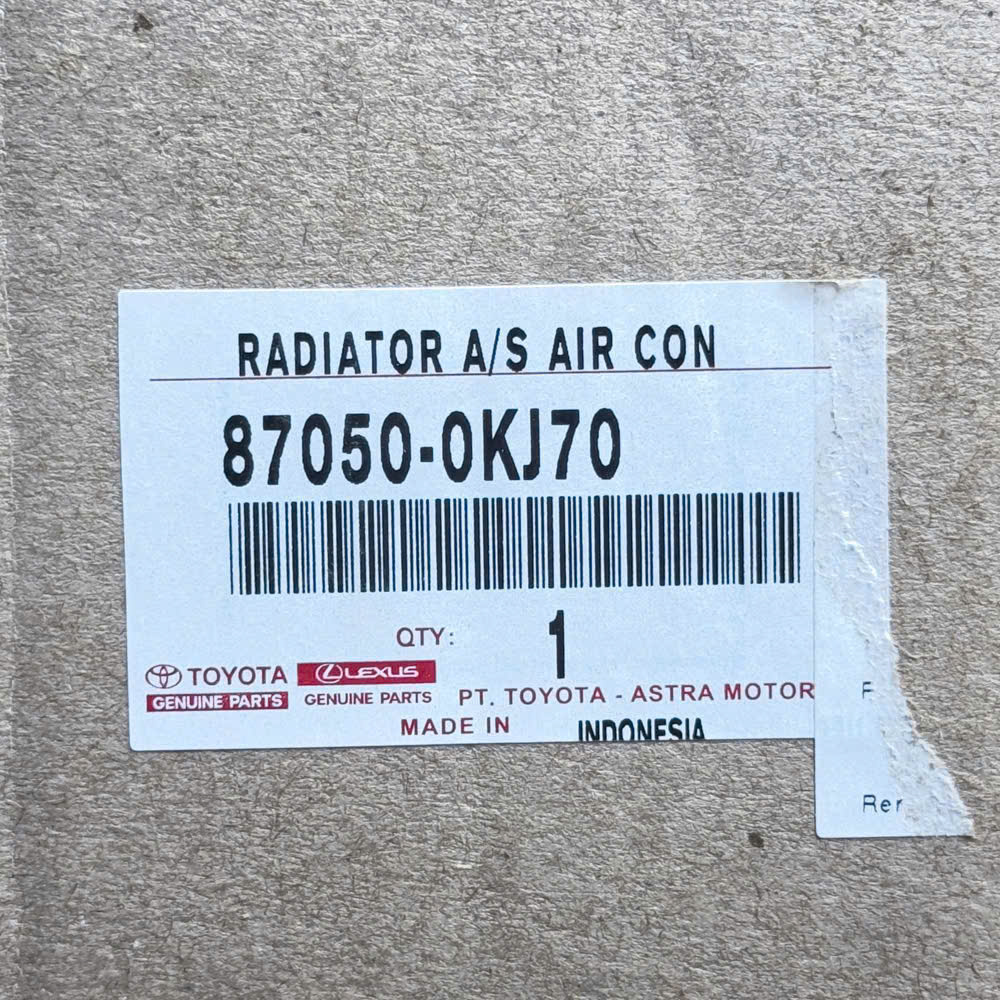 RADIATOR A/S AIR CON
87050-0KJ70
QTY: 1
TOYOTA LEXUS
GENUINE PARTS GENUINE PARTS PT. TOYOTA - ASTRA MOTOR
MADE IN INDONESIA